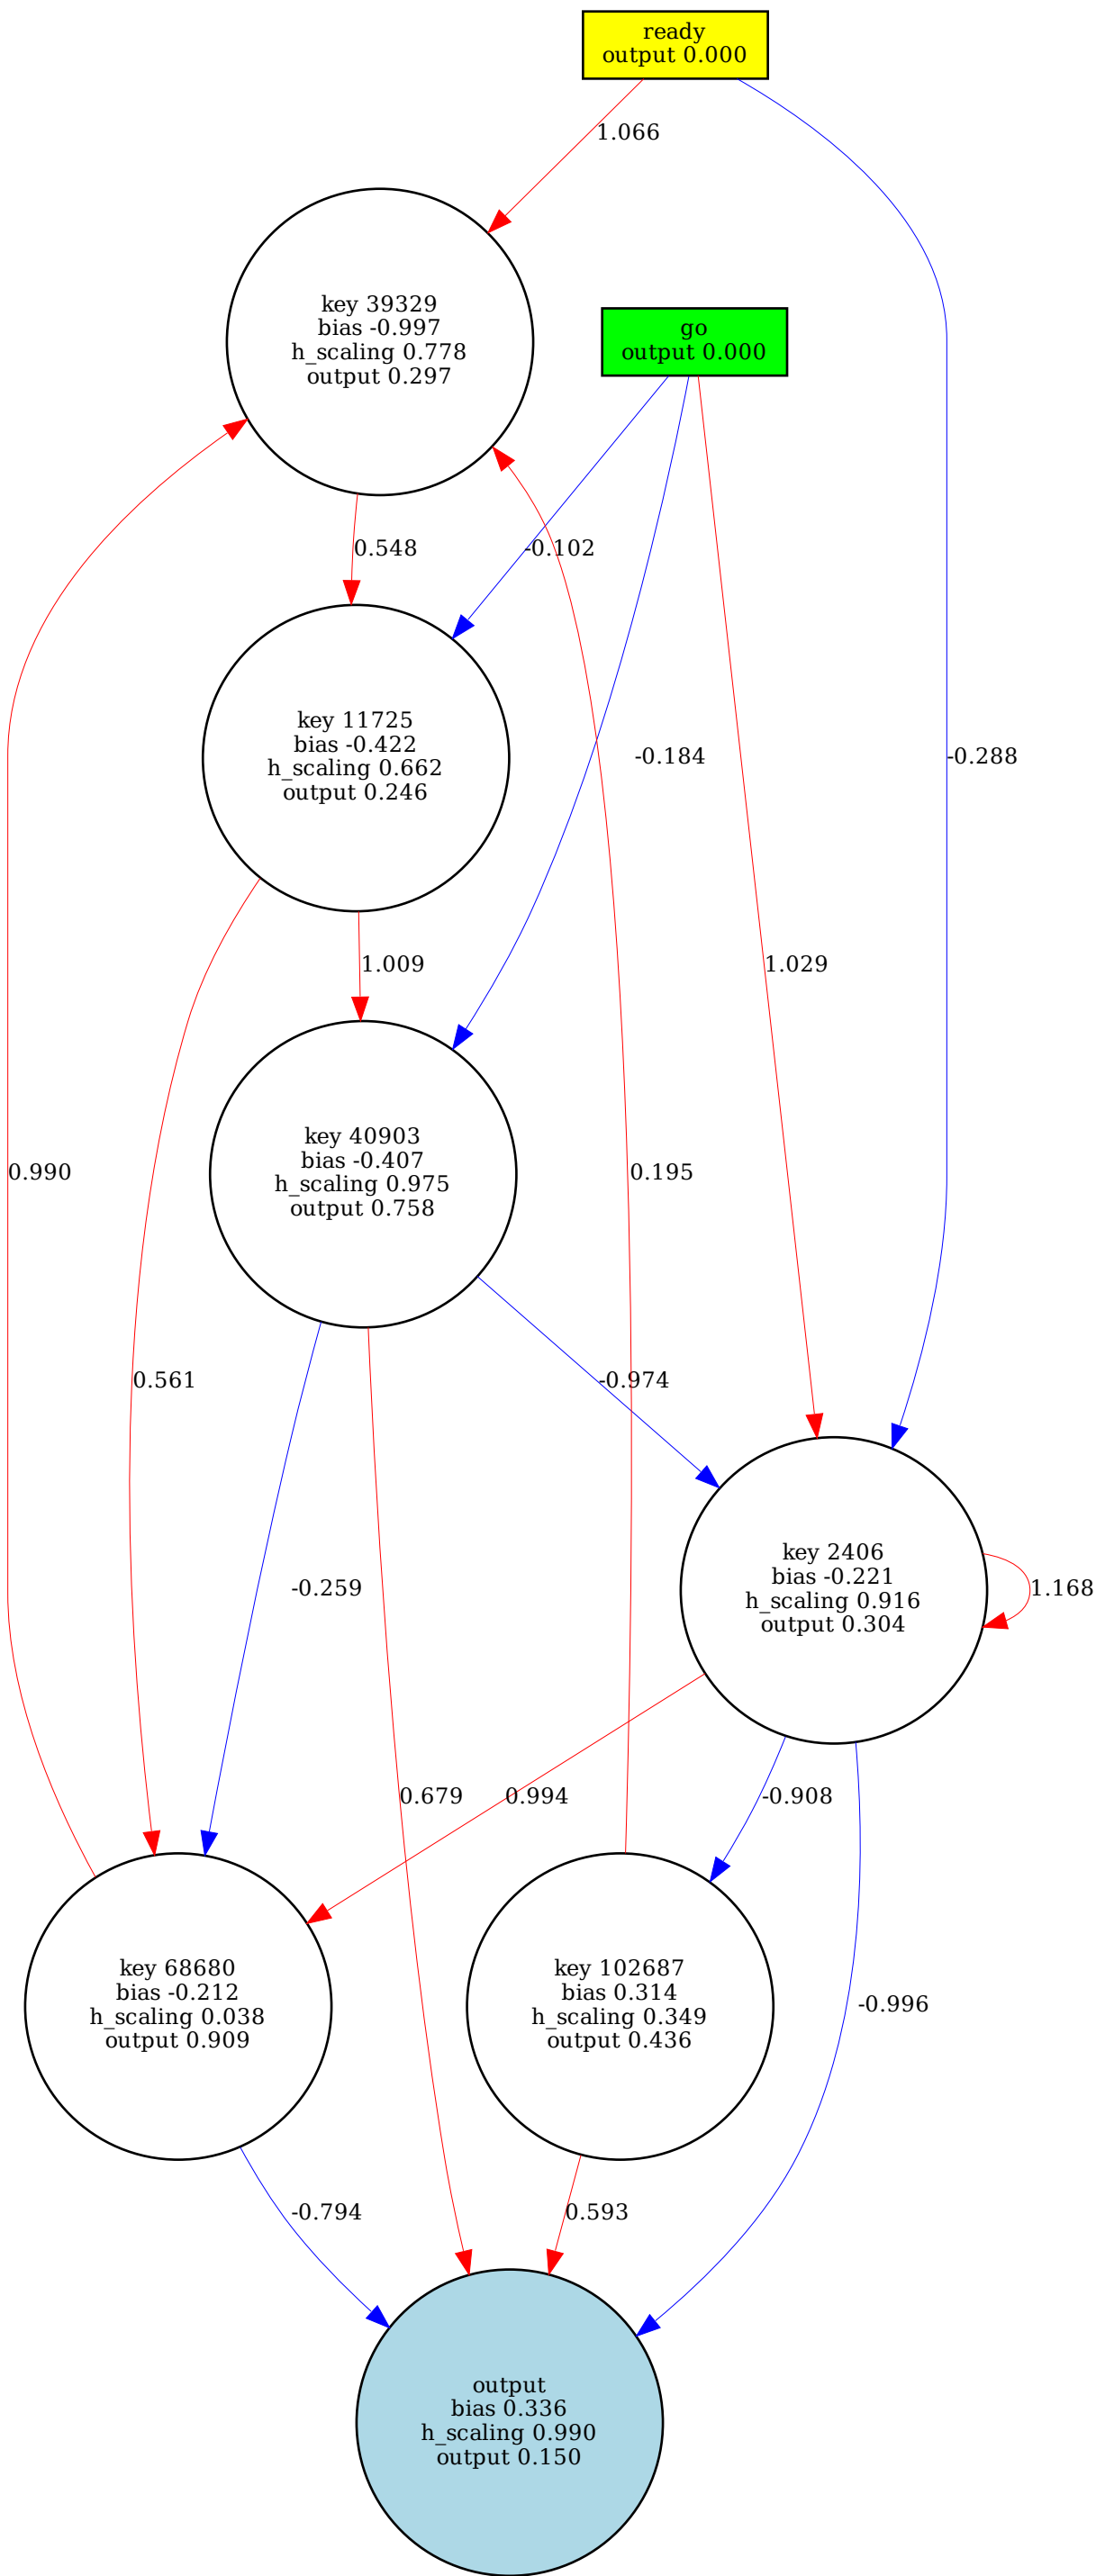 ready
output 0.000
1.066
key 39329
bias -0.997
h_scaling 0.778
output 0.297
go
output 0.000
0.548
-0.102
key 11725
bias -0.422
h_scaling 0.662
output 0.246
-0.184
-0.288
1.009
1.029
key 40903
bias -0.407
h_scaling 0.975
output 0.758
0.990
0.195
0.561
-0.974
key 2406
bias -0.221
h_scaling 0.916
output 0.304
-0.259
1.168
0.679
0.994
-0.908
key 68680
bias -0.212
h_scaling 0.038
output 0.909
key 102687
bias 0.314
h_scaling 0.349
output 0.436
-0.996
-0.794
0.593
output
bias 0.336
h_scaling 0.990
output 0.150